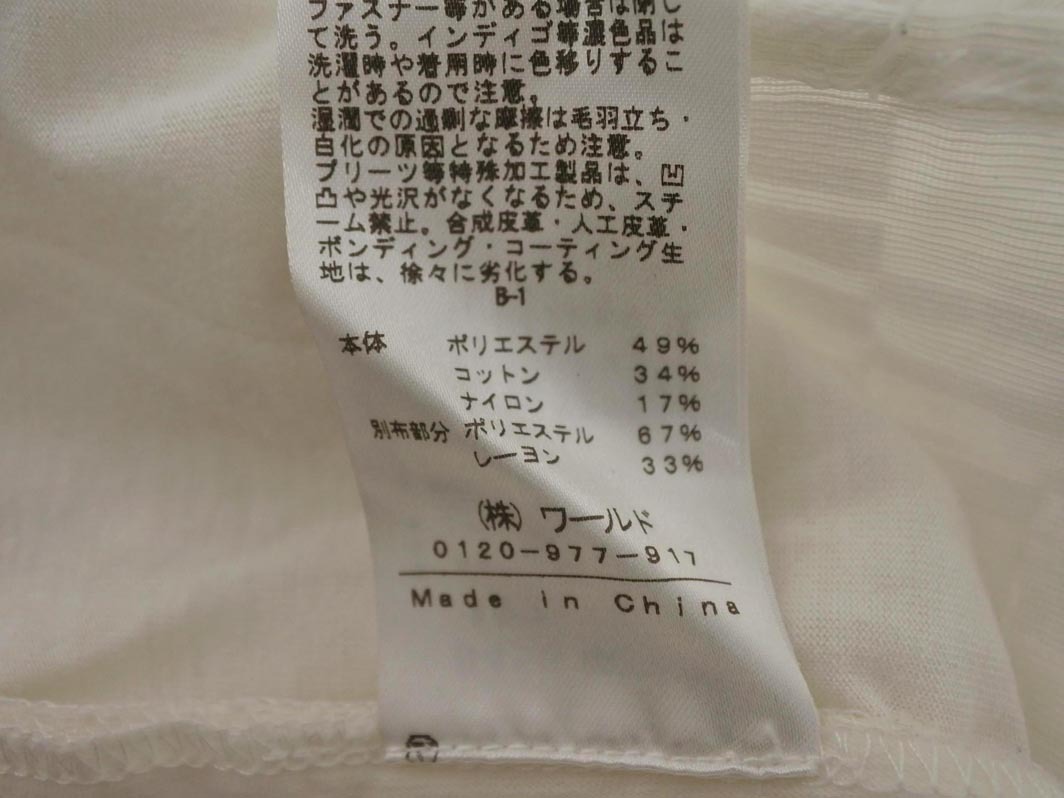 ファスナー等がある場合は閉じ
て洗う。インディゴ等濃色品は
洗濯時や着用時に色移りするこ
とがあるので注意。
湿潤での過剰な摩擦は毛羽立ち・
白化の原因となるため注意。
プリーツ等特殊加工製品は、凹
凸や光沢がなくなるため、スチ
ーム禁止。合成皮革・人工皮革・
ボンディング・コーティング生
地は、徐々に劣化する。
B-1
本体 ポリエステル 49%
コットン 34%
ナイロン 17%
別布部分 ポリエステル 67%
レーヨン 33%
(株)ワールド
0120-977-917
Made in China